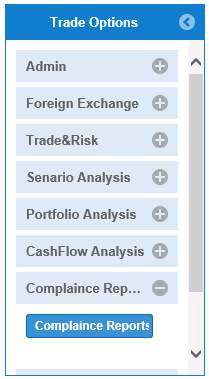 Trade Options
Admin
Foreign Exchange
Trade&Risk
Senario Analysis
Portfolio Analysis
CashFlow Analysis
Complaince Rep...
Complaince Reports